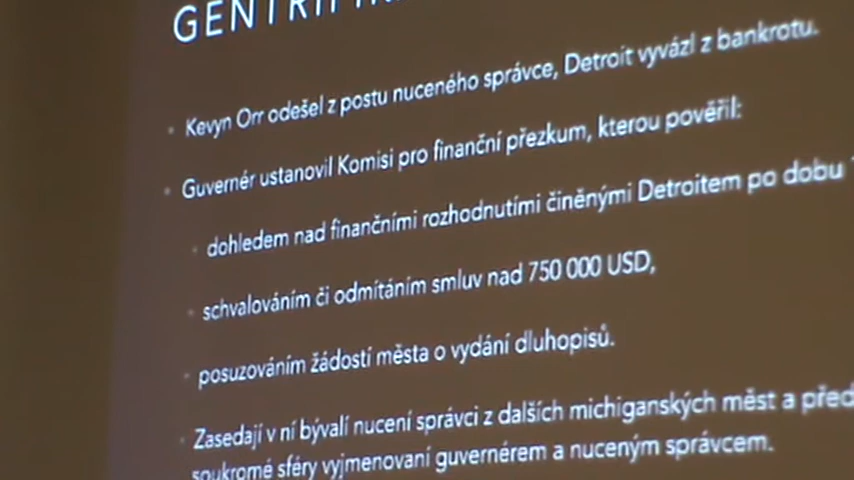 Kevyn Orr odešel z postu nuceného správce, Detroit vyvázl z bankrotu.
Guvernér ustanovil Komisi pro finanční přezkum, kterou pověřil:
dohledem nad finančními rozhodnutími činěnými Detroitem po dobu
schvalováním či odmítáním smluv nad 750 000 USD,
posuzováním žádostí města o vydání dluhopisů.
Zasedají v ní bývalí nucení správci z dalších michiganských měst a před
soukromé sféry vyjmenovaní guvernérem a nuceným správcem.